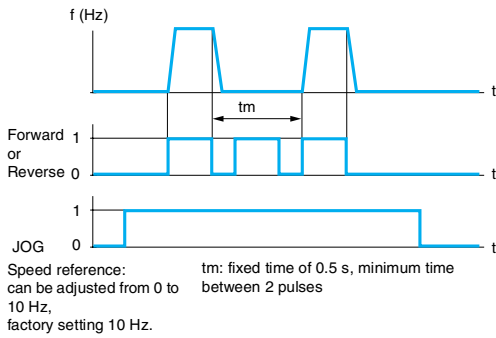 f (Hz)
t
tm
Forward
or
Reverse
1
0
t
1
0
JOG
t
Speed reference:
can be adjusted from 0 to
10 Hz,
factory setting 10 Hz.
tm: fixed time of 0.5 s, minimum time
between 2 pulses